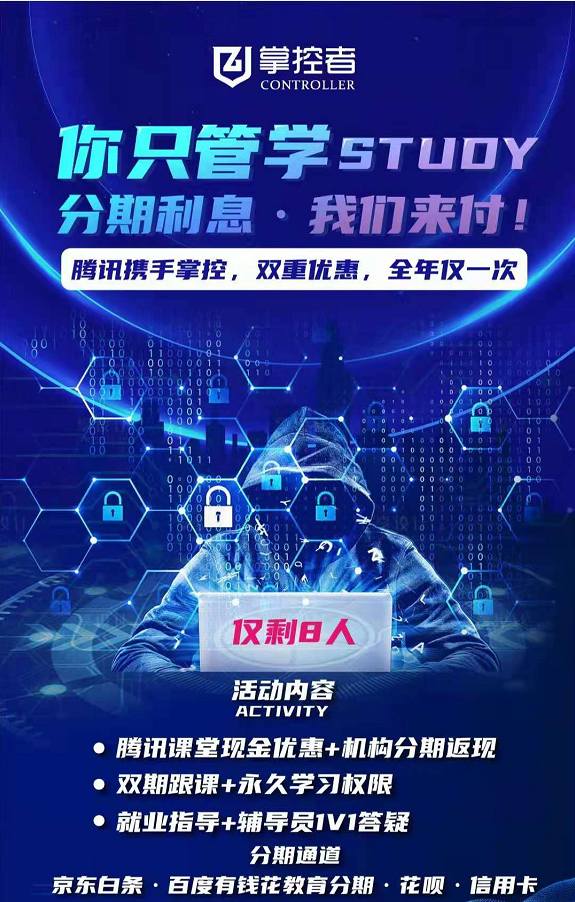 掌控者
CONTROLLER
你只管学STUDY
分期利息·我们来付!
腾讯携手掌控,双重优惠,全年仅一次
仅剩8人
活动内容
ACTIVITY
• 腾讯课堂现金优惠+机构分期返现
• 双期跟课+永久学习权限
• 就业指导+辅导员1V1答疑
分期通道
京东白条·百度有钱花教育分期·花呗·信用卡